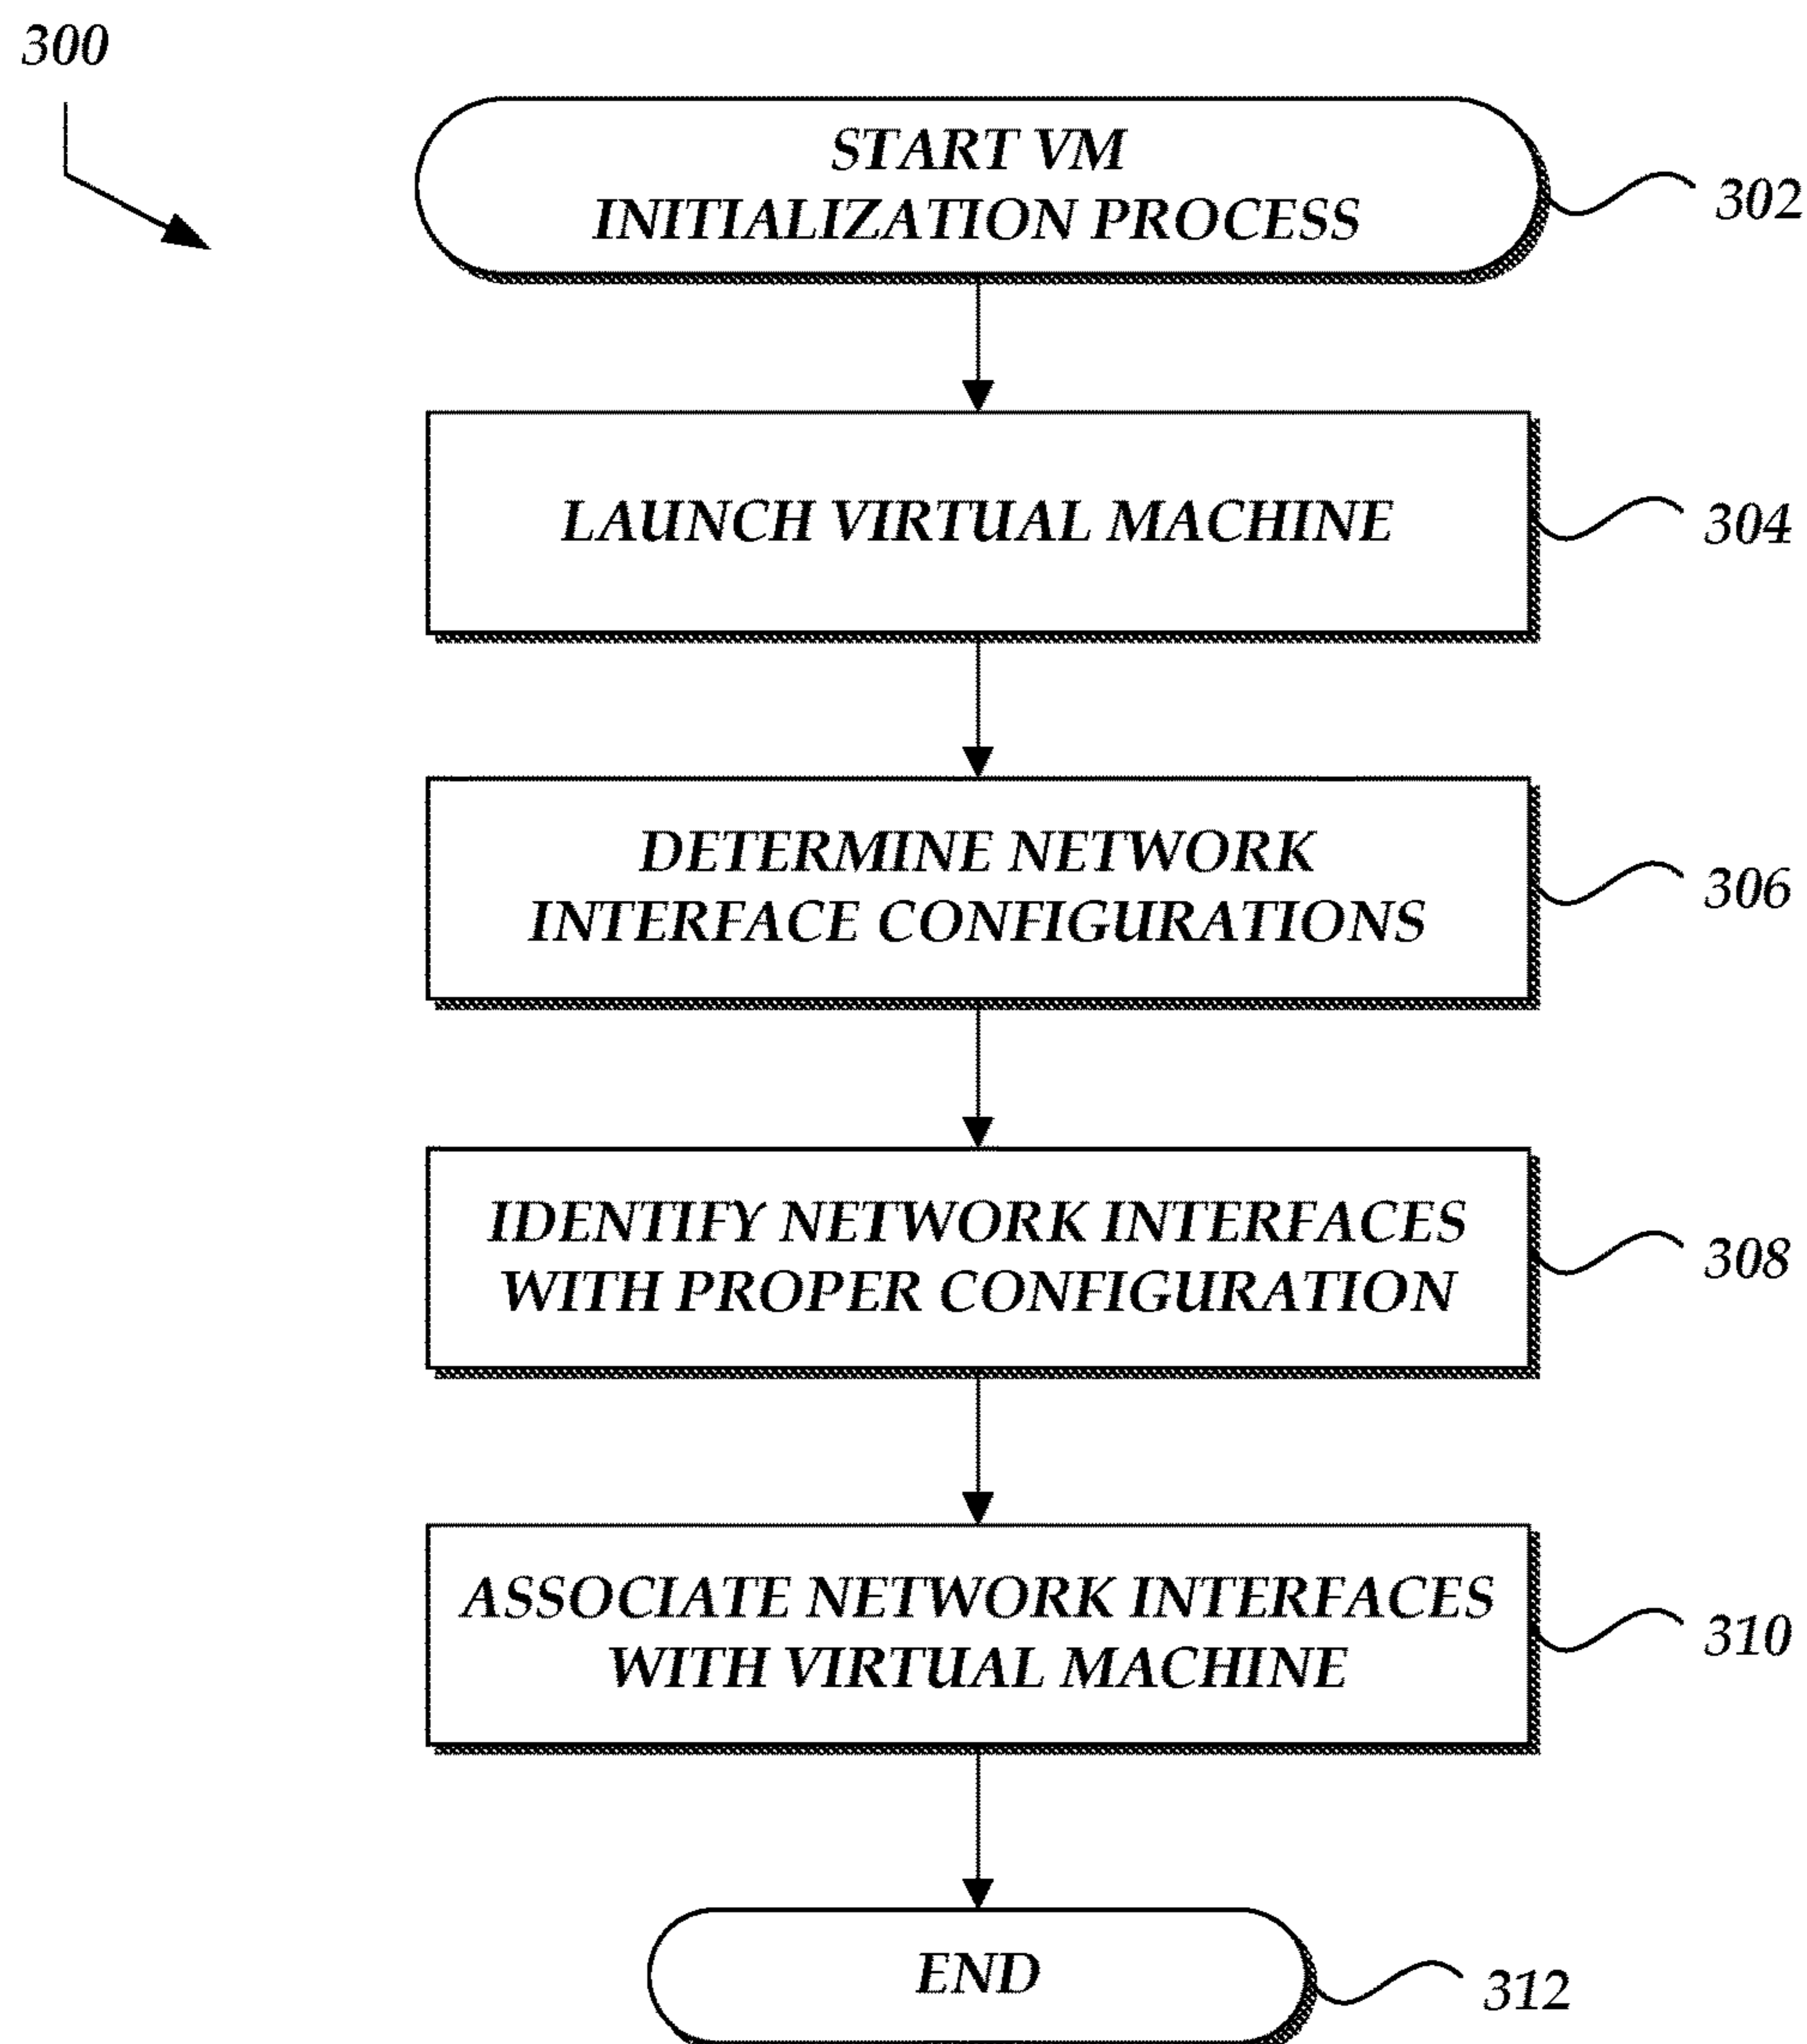 300
START VM
INITIALIZATION PROCESS
302
LAUNCH VIRTUAL MACHINE
304
DETERMINE NETWORK
INTERFACE CONFIGURATIONS
306
IDENTIFY NETWORK INTERFACES
WITH PROPER CONFIGURATION
308
ASSOCIATE NETWORK INTERFACES
WITH VIRTUAL MACHINE
310
END
312